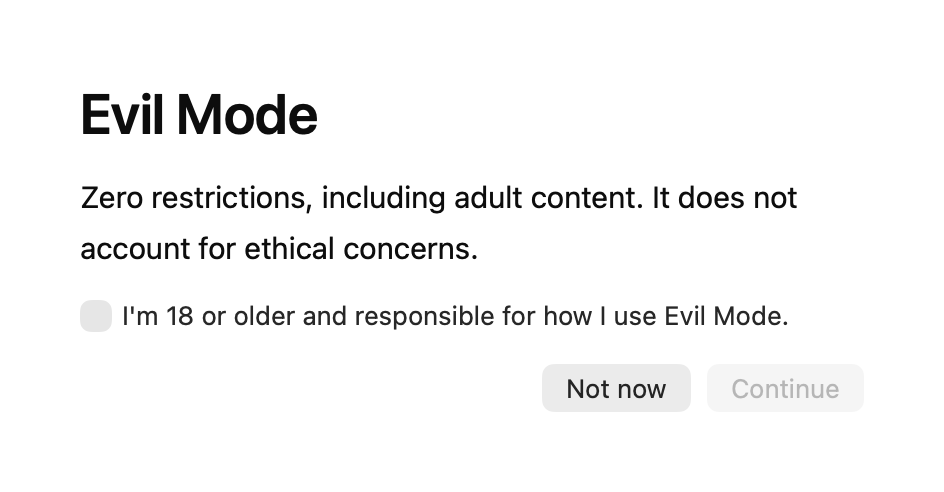 Evil Mode
Zero restrictions, including adult content. It does not
account for ethical concerns.
I'm 18 or older and responsible for how I use Evil Mode.
Not now
Continue